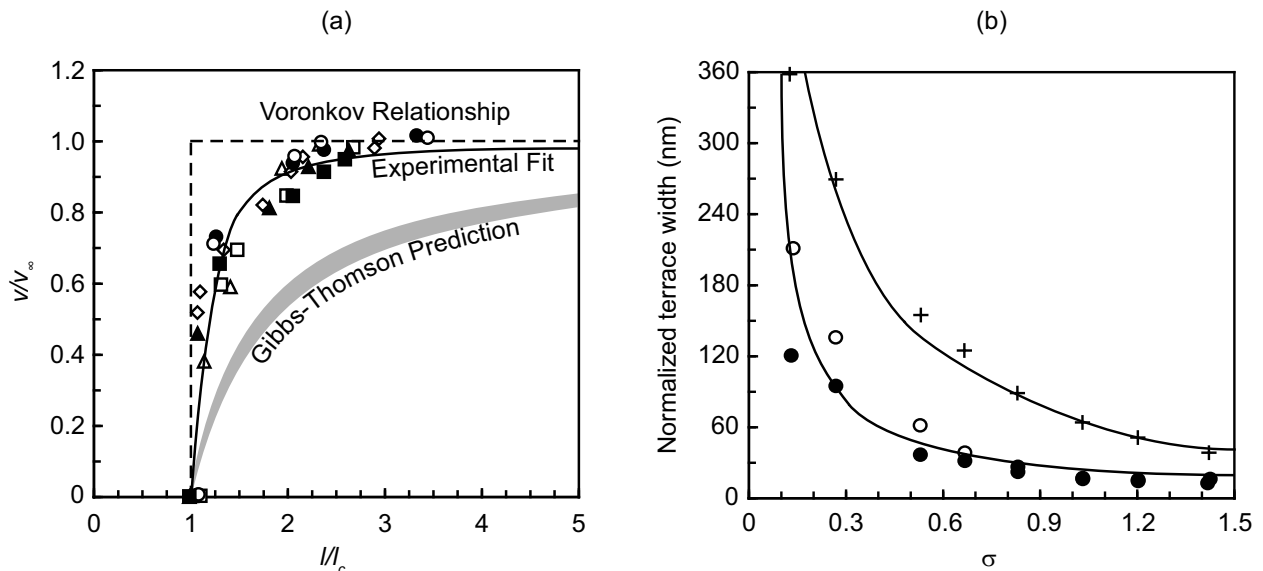 (a)
1.2
1.0
0.8
0.6
0.4
0.2
0
v/v∞
Voronkov Relationship
Experimental Fit
Gibbs-Thomson Prediction
0 1 2 3 4 5
l/lc
(b)
360
300
240
180
120
60
0
Normalized terrace width (nm)
0 0.3 0.6 0.9 1.2 1.5
σ